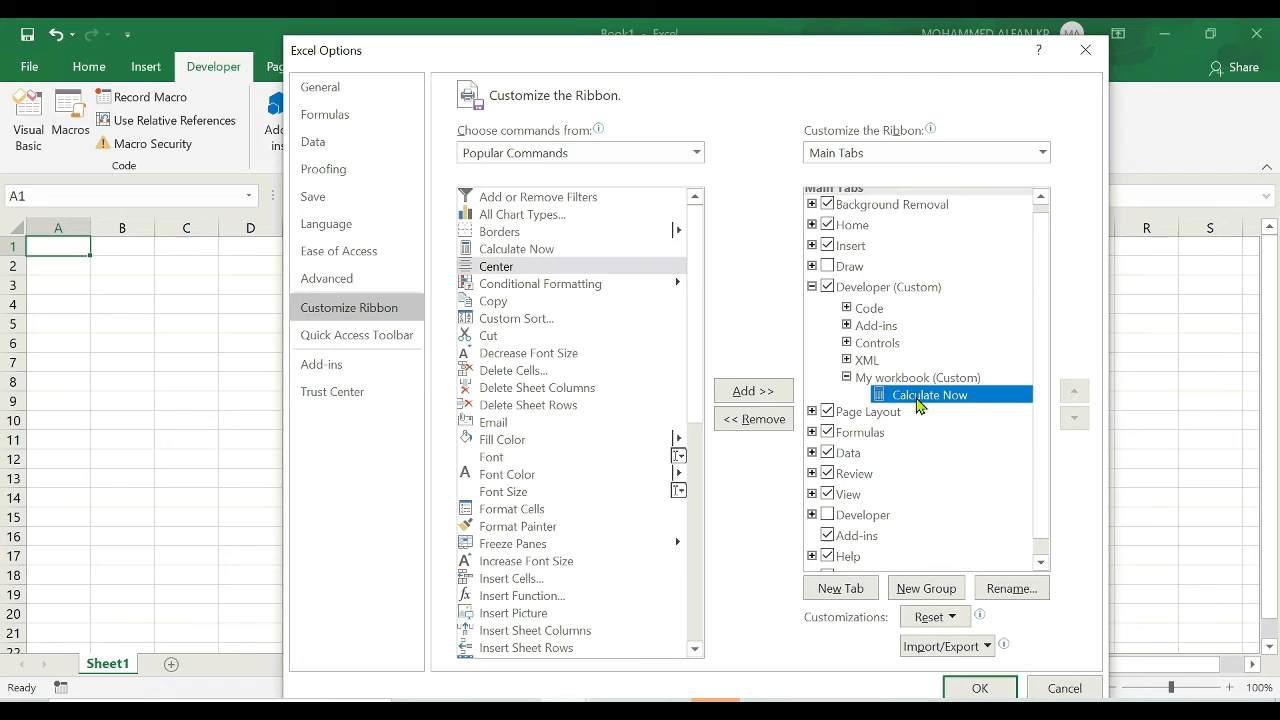 Book1 - Excel
MOHAMMED ALFAN KP
MA
Excel Options
?
File
Home
Insert
Developer
Share
Visual Basic
Macros
Record Macro
Use Relative References
Macro Security
Code
A1
A B C D R S
1
2
3
4
5
6
7
8
9
10
11
12
13
14
15
16
17
18
19
20
21
22
General
Formulas
Data
Proofing
Save
Language
Ease of Access
Advanced
Customize Ribbon
Quick Access Toolbar
Add-ins
Trust Center
Customize the Ribbon.
Choose commands from:
Popular Commands
Add or Remove Filters
All Chart Types...
Borders
Calculate Now
Center
Conditional Formatting
Copy
Custom Sort...
Cut
Decrease Font Size
Delete Cells...
Delete Sheet Columns
Delete Sheet Rows
Email
Fill Color
Font
Font Color
Font Size
Format Cells
Format Painter
Freeze Panes
Increase Font Size
Insert Cells...
Insert Function...
Insert Picture
Insert Sheet Columns
Insert Sheet Rows
Add >>
<< Remove
Customize the Ribbon:
Main Tabs
Main Tabs
Background Removal
Home
Insert
Draw
Developer (Custom)
Code
Add-ins
Controls
XML
My workbook (Custom)
Calculate Now
Page Layout
Formulas
Data
Review
View
Developer
Add-ins
Help
New Tab
New Group
Rename...
Customizations:
Reset
Import/Export
OK
Cancel
Sheet1
Ready
100%